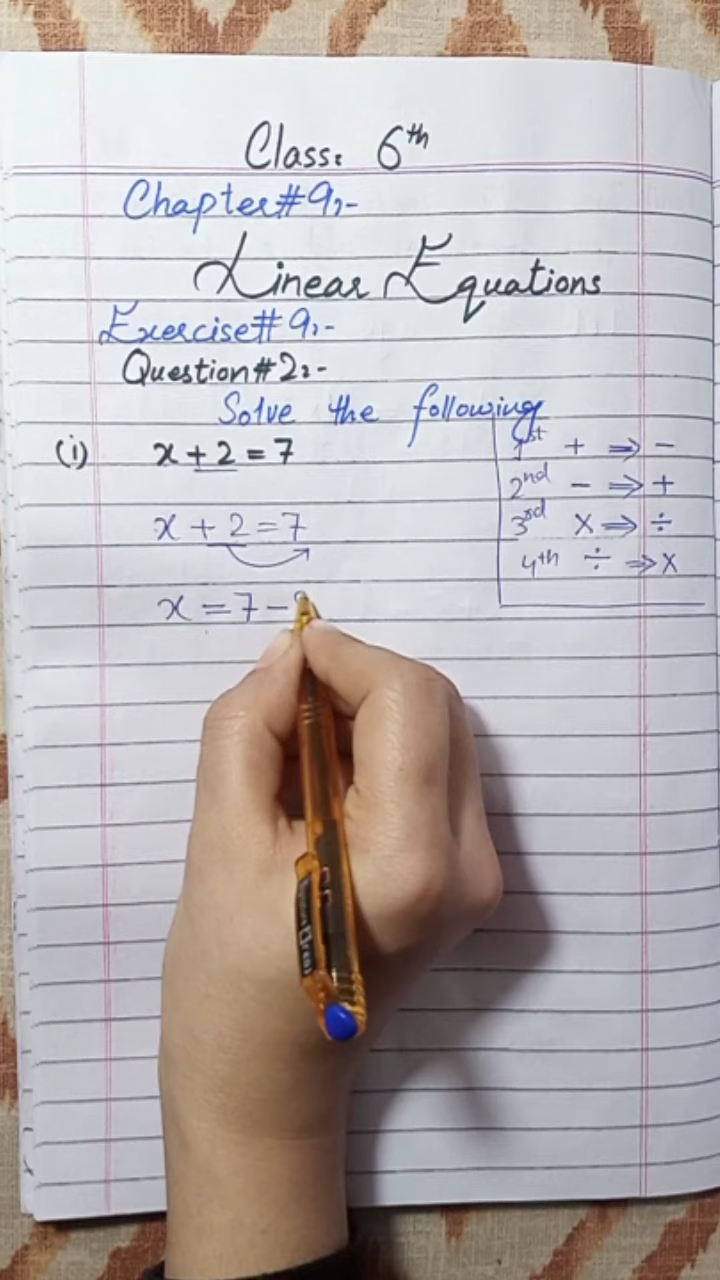 Class: 6th
Chapter#9:-
Linear Equations
Exercise# 9:-
Question#2:-
Solve the following
(i) x + 2 = 7
x + 2 = 7
x = 7 -
1st + ⇒ -
2nd - ⇒ +
3rd × ⇒ ÷
4th ÷ ⇒ ×